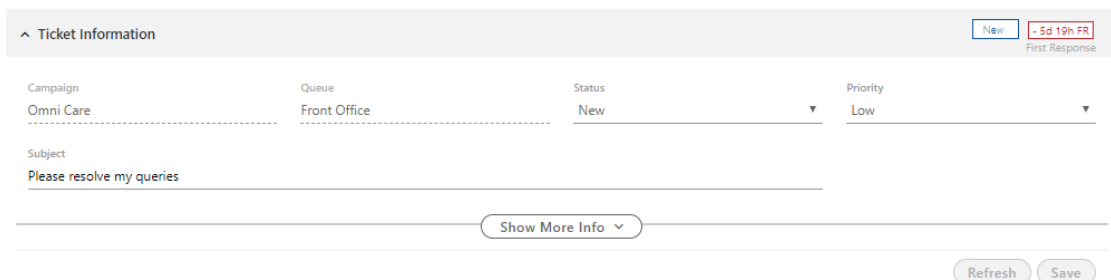 Ticket Information
New
- 5d 19h FR
First Response
Campaign
Queue
Status
Priority
Omni Care
Front Office
New
Low
Subject
Please resolve my queries
Show More Info
Refresh
Save